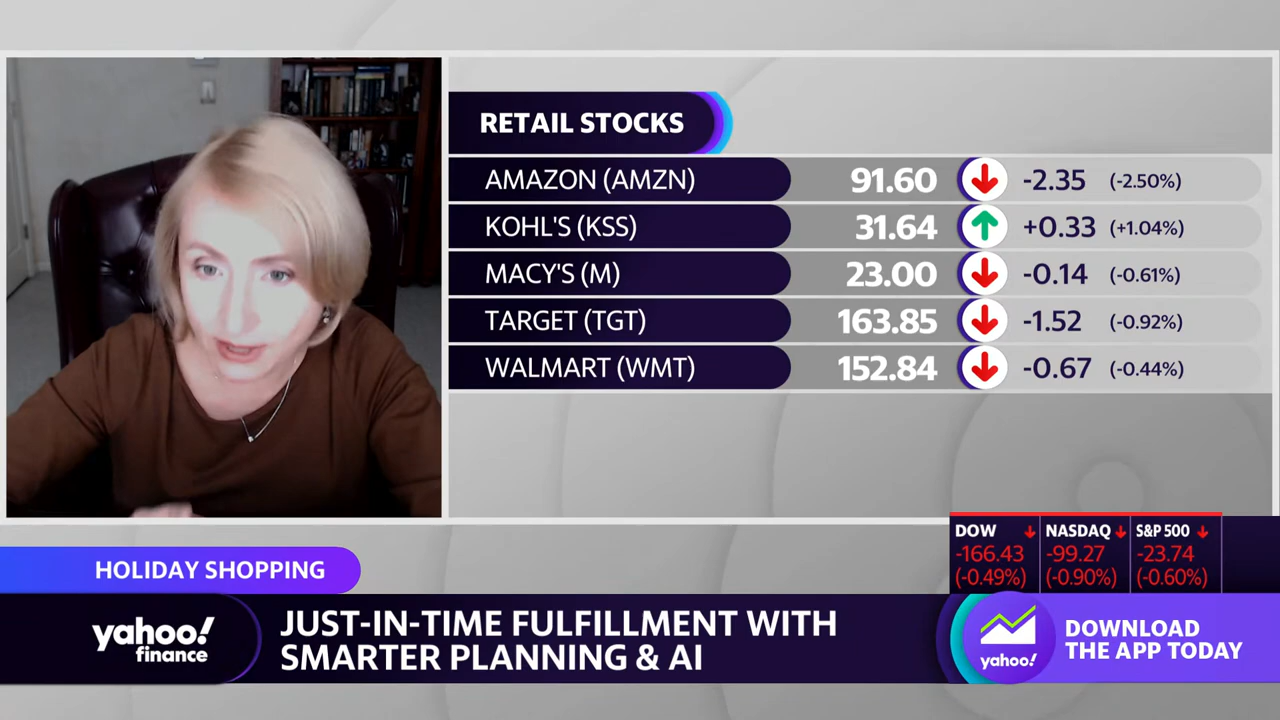 RETAIL STOCKS
AMAZON (AMZN) 91.60 -2.35 (-2.50%)
KOHL'S (KSS) 31.64 +0.33 (+1.04%)
MACY'S (M) 23.00 -0.14 (-0.61%)
TARGET (TGT) 163.85 -1.52 (-0.92%)
WALMART (WMT) 152.84 -0.67 (-0.44%)
DOW NASDAQ S&P 500
-166.43 -99.27 -23.74
(-0.49%) (-0.90%) (-0.60%)
HOLIDAY SHOPPING
yahoo!
finance
JUST-IN-TIME FULFILLMENT WITH
SMARTER PLANNING & AI
yahoo!
DOWNLOAD
THE APP TODAY